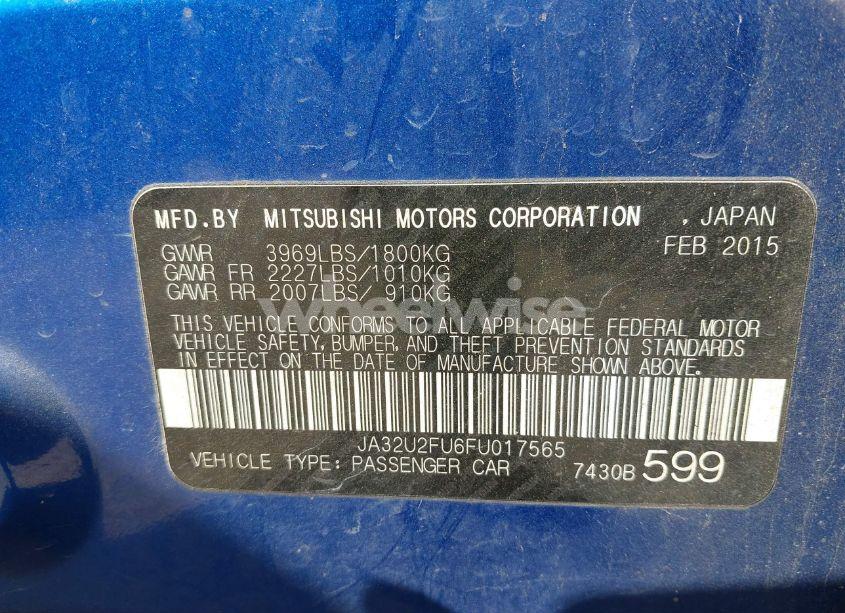 MFD.BY MITSUBISHI MOTORS CORPORATION , JAPAN
FEB 2015
GVWR 3969LBS/1800KG
GAWR FR 2227LBS/1010KG
GAWR RR 2007LBS/ 910KG
wheelwise
THIS VEHICLE CONFORMS TO ALL APPLICABLE FEDERAL MOTOR
VEHICLE SAFETY, BUMPER, AND THEFT PREVENTION STANDARDS
IN EFFECT ON THE DATE OF MANUFACTURE SHOWN ABOVE.
JA32U2FU6FU017565
VEHICLE TYPE: PASSENGER CAR 7430B 599